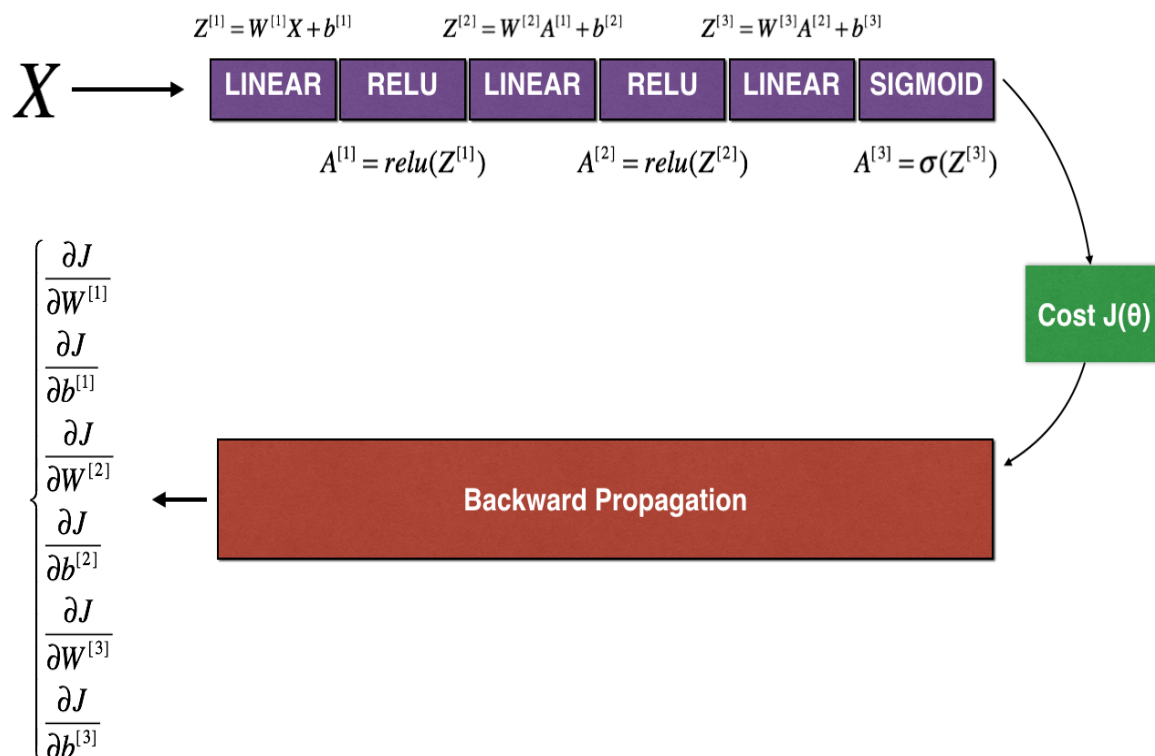 Z^[1] = W^[1]X + b^[1] Z^[2] = W^[2]A^[1] + b^[2] Z^[3] = W^[3]A^[2] + b^[3]
X LINEAR RELU LINEAR RELU LINEAR SIGMOID
A^[1] = relu(Z^[1]) A^[2] = relu(Z^[2]) A^[3] = σ(Z^[3])
Cost J(θ)
Backward Propagation
∂J
∂W^[1]
∂J
∂b^[1]
∂J
∂W^[2]
∂J
∂b^[2]
∂J
∂W^[3]
∂J
∂b^[3]